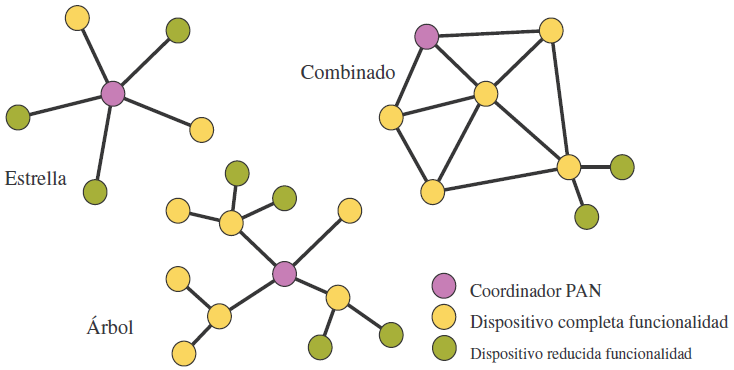 Combinado
Estrella
Árbol
Coordinador PAN
Dispositivo completa funcionalidad
Dispositivo reducida funcionalidad